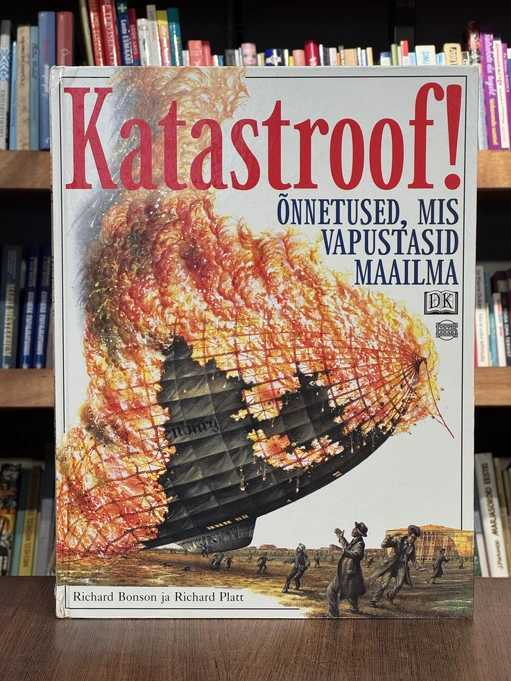 Katastroof!
ÕNNETUSED, MIS
VAPUSTASID
MAAILMA
DK
Richard Bonson ja Richard Platt